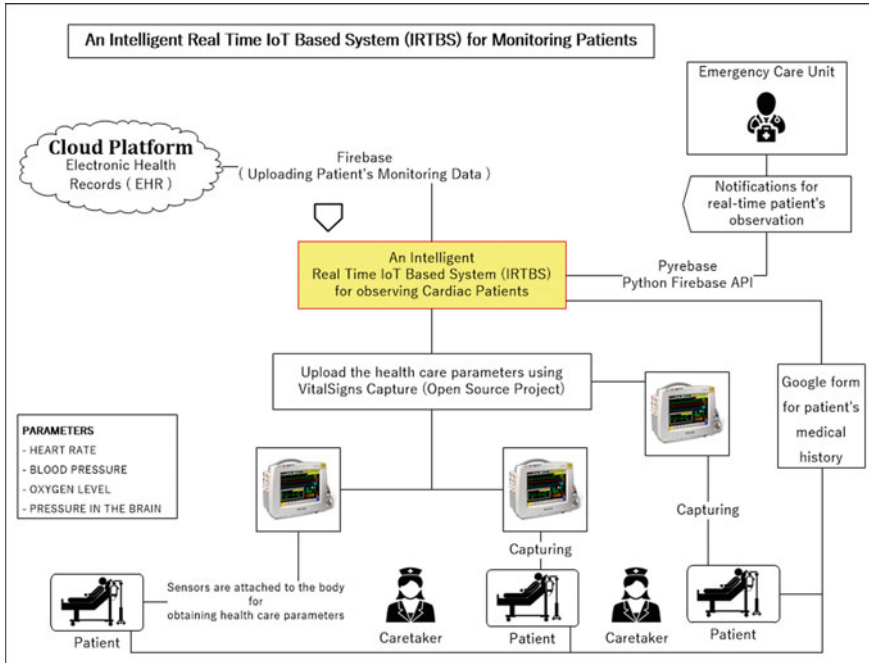 An Intelligent Real Time IoT Based System (IRTBS) for Monitoring Patients
Emergency Care Unit
Cloud Platform
Electronic Health
Records ( EHR )
Firebase
( Uploading Patient's Monitoring Data )
Notifications for
real-time patient's
observation
An Intelligent
Real Time IoT Based System (IRTBS)
for observing Cardiac Patients
Pyrebase
Python Firebase API
Upload the health care parameters using
VitalSigns Capture (Open Source Project)
Google form
for patient's
medical
history
PARAMETERS
- HEART RATE
- BLOOD PRESSURE
- OXYGEN LEVEL
- PRESSURE IN THE BRAIN
Capturing
Capturing
Sensors are attached to the body
for
obtaining health care parameters
Patient
Caretaker
Patient
Caretaker
Patient